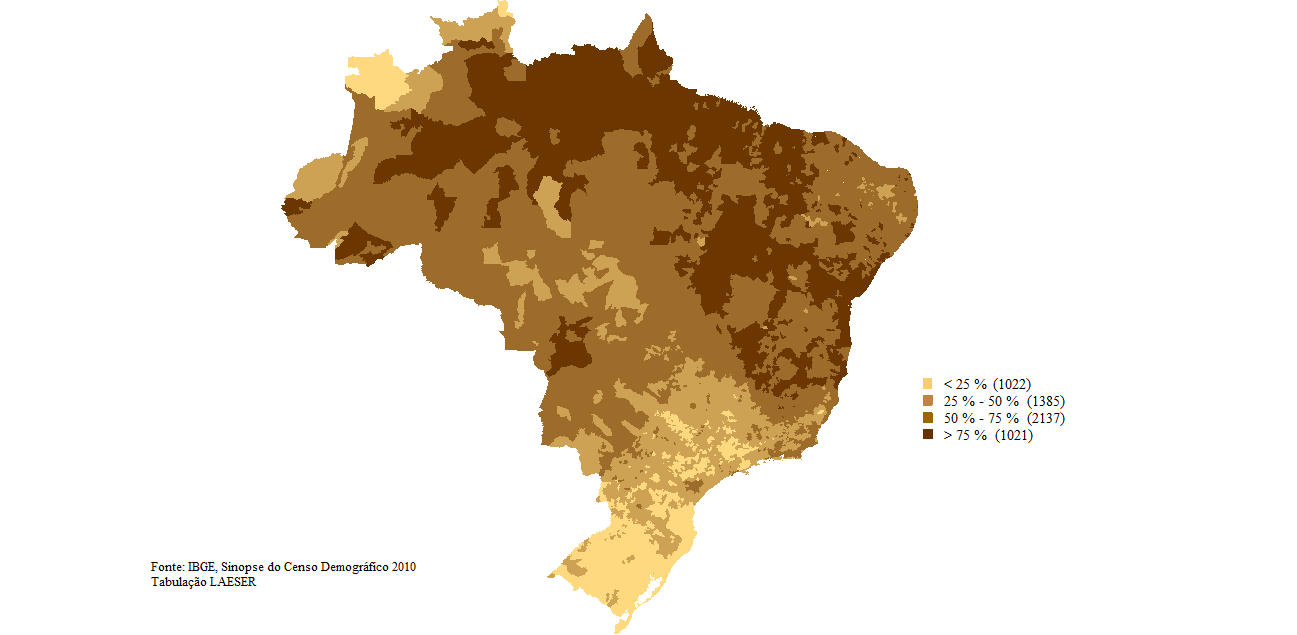 < 25 % (1022)
25 % - 50 % (1385)
50 % - 75 % (2137)
> 75 % (1021)
Fonte: IBGE, Sinopse do Censo Demográfico 2010
Tabulação LAESER